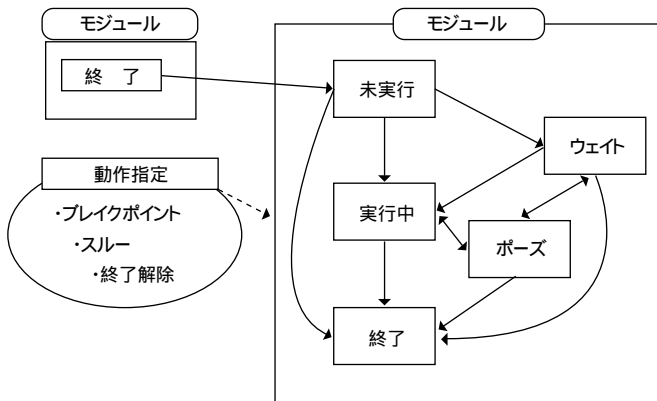 モジュール
終　了
動作指定
・ブレイクポイント
・スルー
・終了解除
モジュール
未実行
ウェイト
実行中
ポーズ
終了